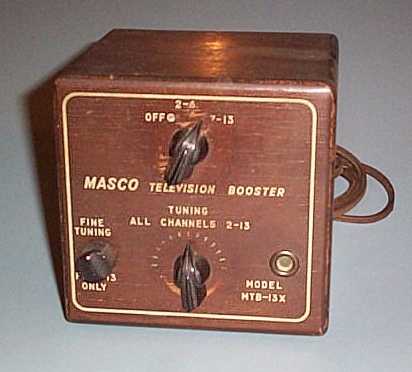 2-6
OFF 7-13
MASCO TELEVISION BOOSTER
TUNING
ALL CHANNELS 2-13
FINE
TUNING
ONLY
MODEL
MTB-13X